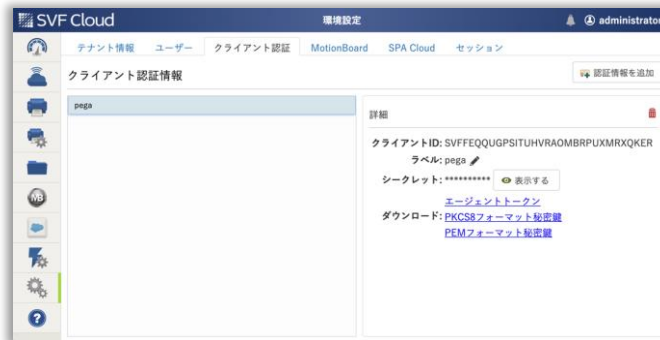 SVF Cloud
環境設定
administrator
テナント情報 ユーザー クライアント認証 MotionBoard SPA Cloud セッション
クライアント認証情報
認証情報を追加
pega
詳細
クライアントID: SVFFEQQUGPSITUHVRAOMBRPUXMRXQKER
ラベル: pega
シークレット: ********** 表示する
エージェントトークン
ダウンロード: PKCS8フォーマット秘密鍵
PEMフォーマット秘密鍵
MB
?